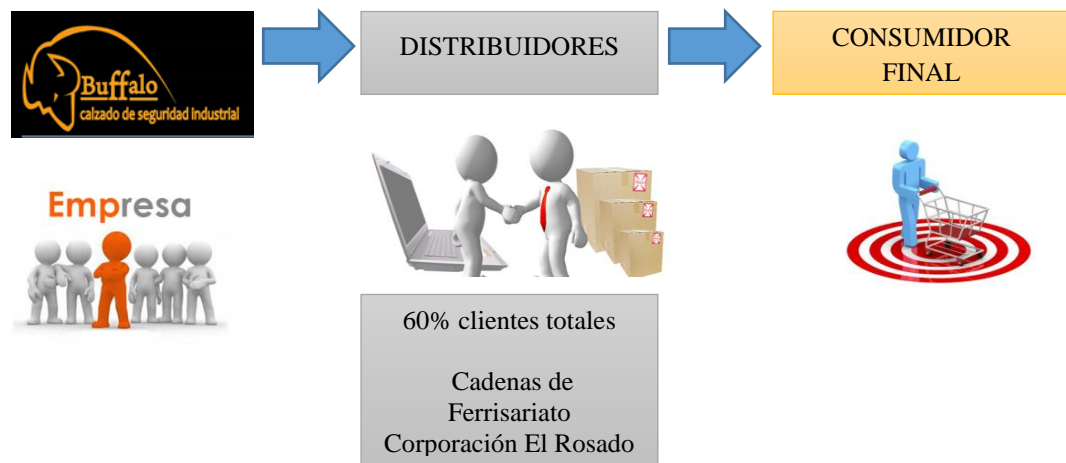 Buffalo
calzado de seguridad industrial
DISTRIBUIDORES
CONSUMIDOR
FINAL
Empresa
60% clientes totales
Cadenas de
Ferrisariato
Corporación El Rosado